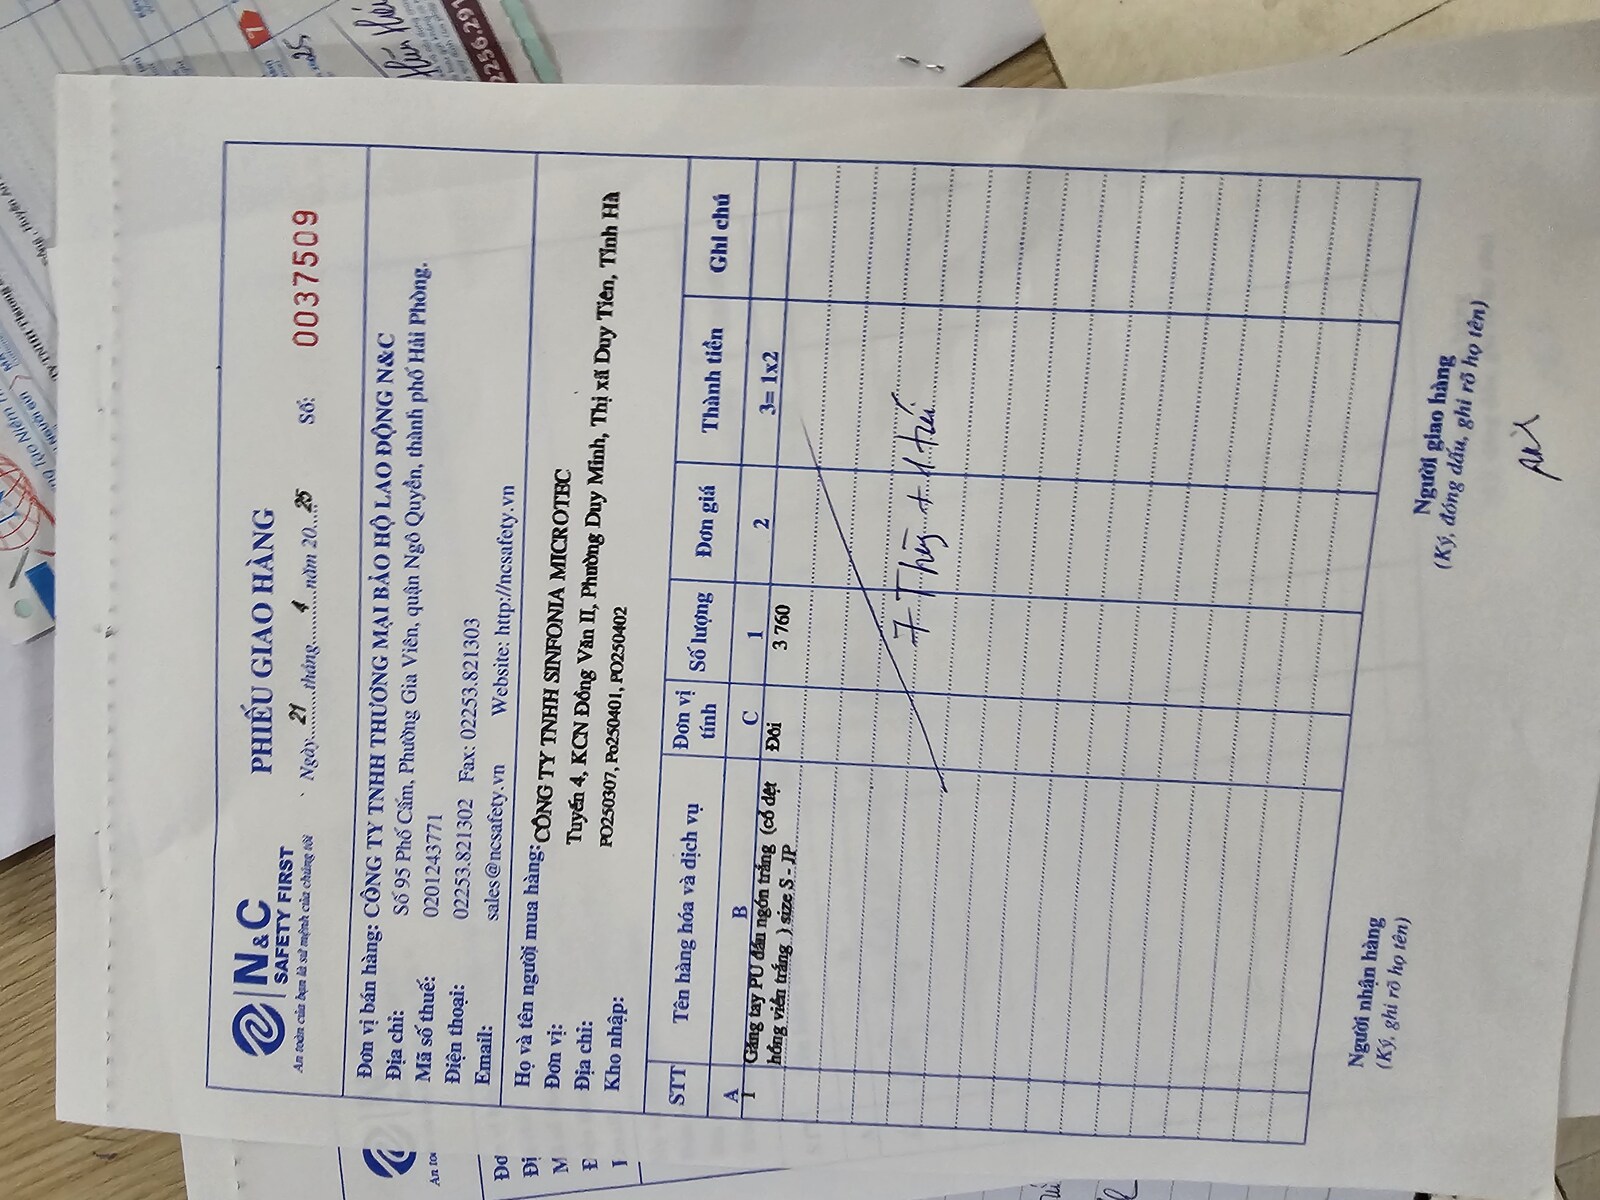 N&C
SAFETY FIRST
An toàn của bạn là sứ mệnh của chúng tôi
PHIẾU GIAO HÀNG
Ngày...21...tháng...4...năm 20...25
Số: 0037509
Đơn vị bán hàng: CÔNG TY TNHH THƯƠNG MẠI BẢO HỘ LAO ĐỘNG N&C
Địa chỉ: Số 95 Phố Cấm, Phường Gia Viên, quận Ngô Quyền, thành phố Hải Phòng.
Mã số thuế: 0201243771
Điện thoại: 02253.821302 Fax: 02253.821303
Email: sales@ncsafety.vn Website: http://ncsafety.vn
Họ và tên người mua hàng:
Đơn vị: CÔNG TY TNHH SINFONIA MICROTEC
Địa chỉ: Tuyến 4, KCN Đồng Văn II, Phường Duy Minh, Thị xã Duy Tiên, Tỉnh Hà
Kho nhập: PO250307, Po250401, PO250402
STT Tên hàng hóa và dịch vụ Đơn vị tính Số lượng Đơn giá Thành tiền Ghi chú
A B C 1 2 3= 1x2
1 Găng tay PU dán ngón trắng (cổ dệt Đôi 3 760
hồng viền trắng ) size S - JP
7 Thùng + 4 túi
Người nhận hàng
(Ký, ghi rõ họ tên)
Người giao hàng
(Ký, đóng dấu, ghi rõ họ tên)